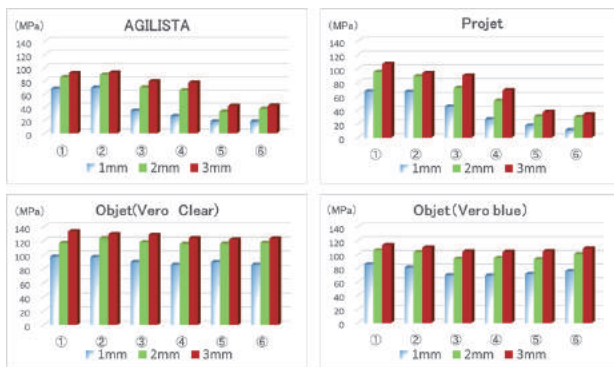 AGILISTA
(MPa)
140
120
100
80
60
40
20
0
① ② ③ ④ ⑤ ⑥
1mm 2mm 3mm
Projet
(MPa)
140
120
100
80
60
40
20
0
① ② ③ ④ ⑤ ⑥
1mm 2mm 3mm
Objet(Vero Clear)
(MPa)
140
120
100
80
60
40
20
0
① ② ③ ④ ⑤ ⑥
1mm 2mm 3mm
Objet(Vero blue)
(MPa)
140
120
100
80
60
40
20
0
① ② ③ ④ ⑤ ⑥
1mm 2mm 3mm